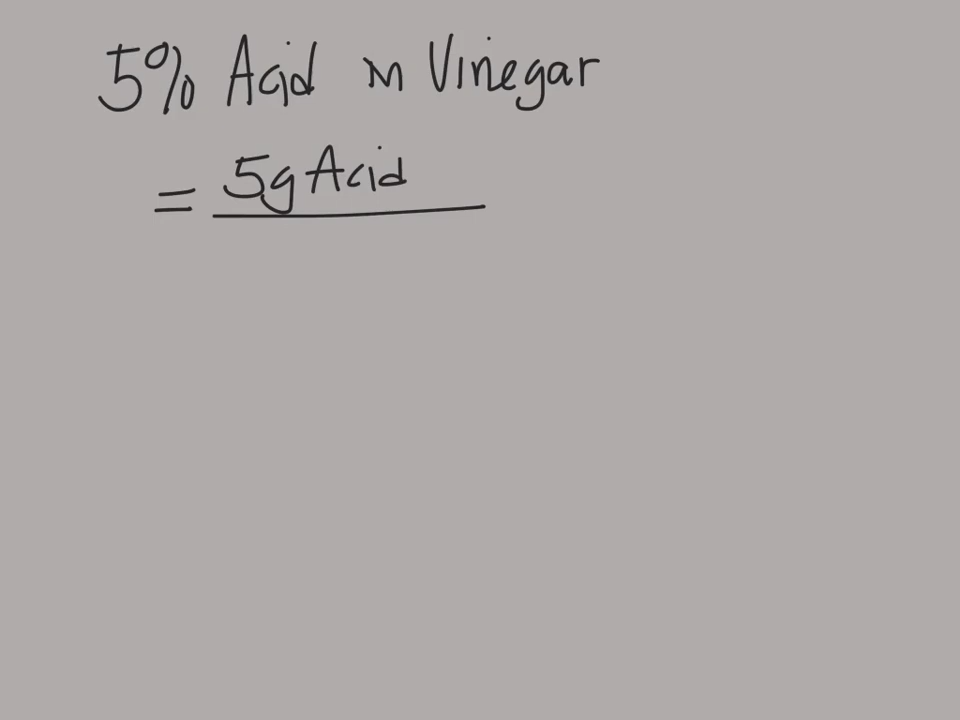 5% Acid in Vinegar
= 5g Acid